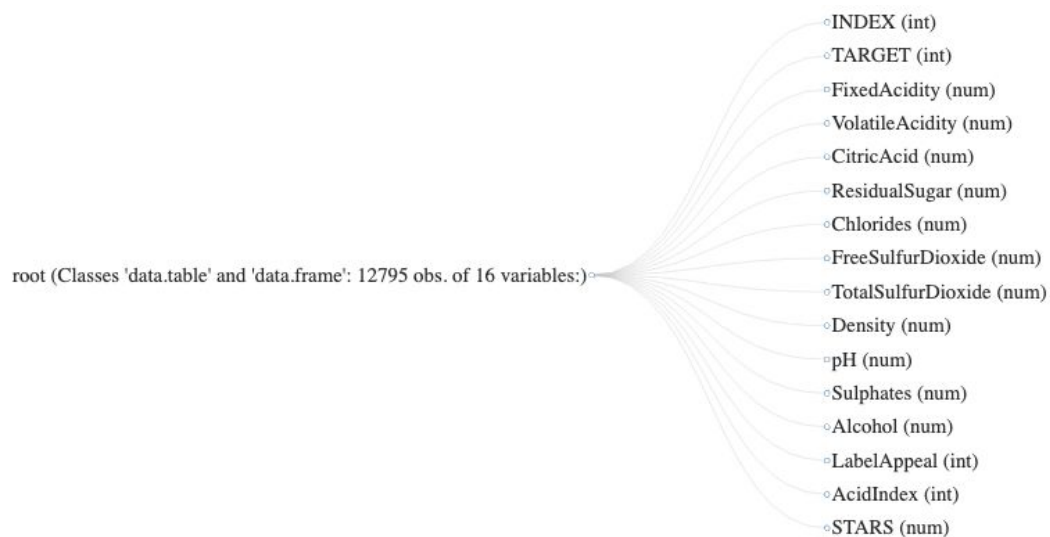 INDEX (int)
TARGET (int)
FixedAcidity (num)
VolatileAcidity (num)
CitricAcid (num)
ResidualSugar (num)
Chlorides (num)
FreeSulfurDioxide (num)
root (Classes 'data.table' and 'data.frame': 12795 obs. of 16 variables:)
TotalSulfurDioxide (num)
Density (num)
pH (num)
Sulphates (num)
Alcohol (num)
LabelAppeal (int)
AcidIndex (int)
STARS (num)